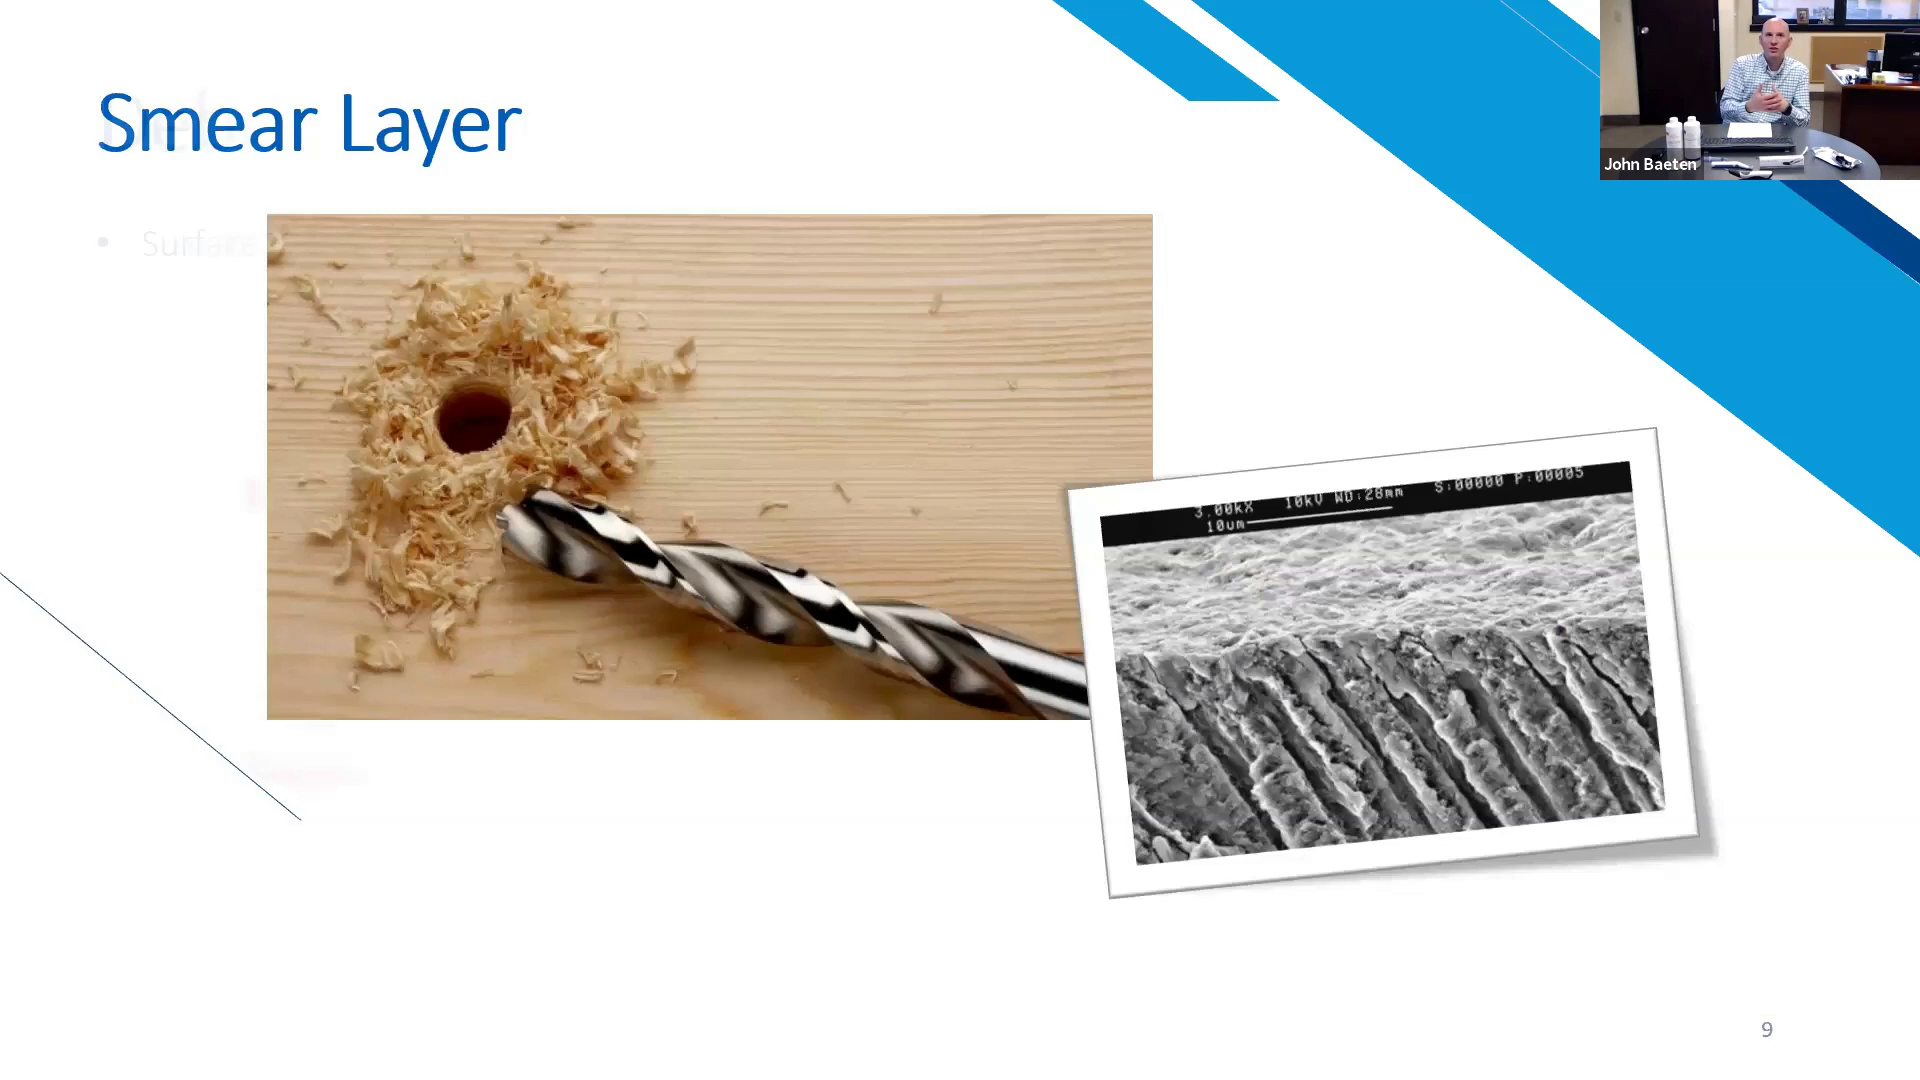 Smear Layer
John Baeten
• Surface
3.00kX 10kV WD:28mm S:00000 P:00005
10um
9